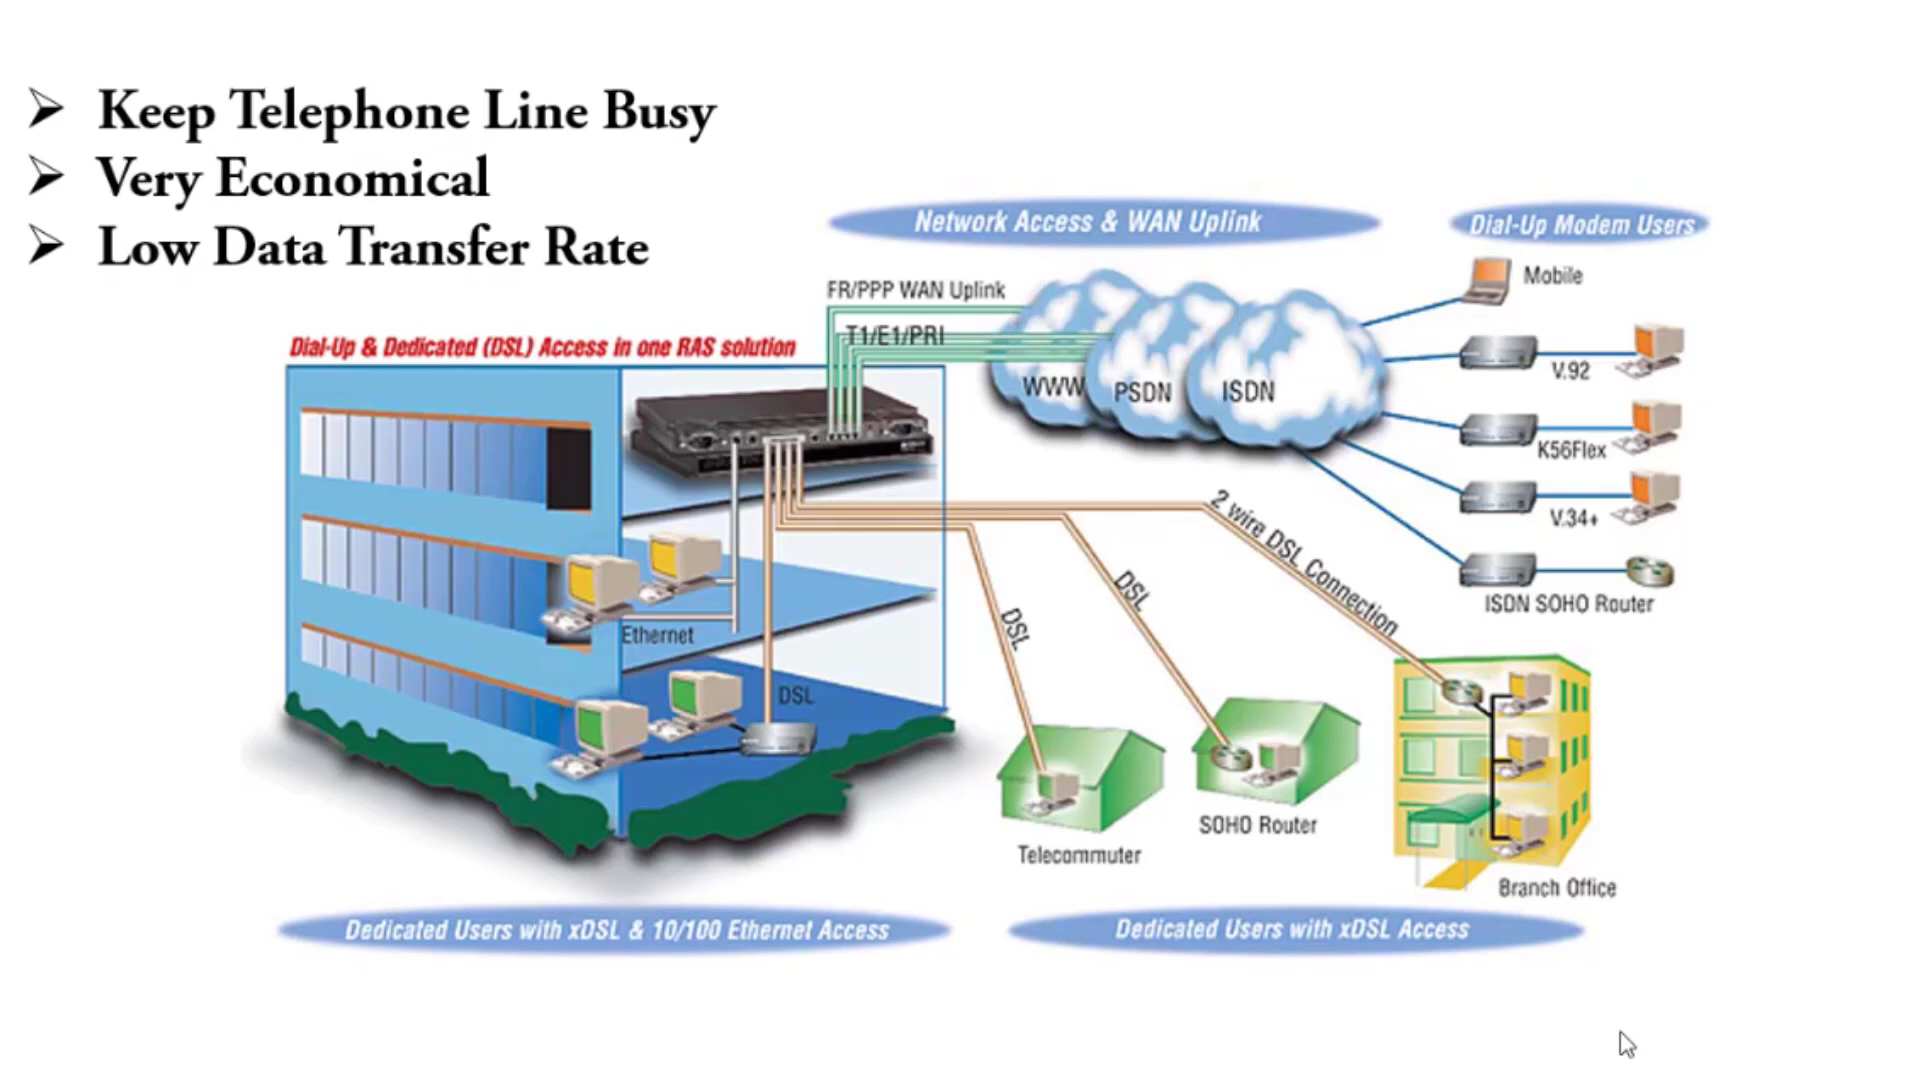 Keep Telephone Line Busy
Very Economical
Low Data Transfer Rate
Network Access & WAN Uplink
Dial-Up Modem Users
Mobile
FR/PPP WAN Uplink
T1/E1/PRI
Dial-Up & Dedicated (DSL) Access in one RAS solution
WWW
PSDN
ISDN
V.92
K56Flex
V.34+
ISDN SOHO Router
2 wire DSL Connection
DSL
DSL
Ethernet
DSL
SOHO Router
Telecommuter
Branch Office
Dedicated Users with xDSL & 10/100 Ethernet Access
Dedicated Users with xDSL Access